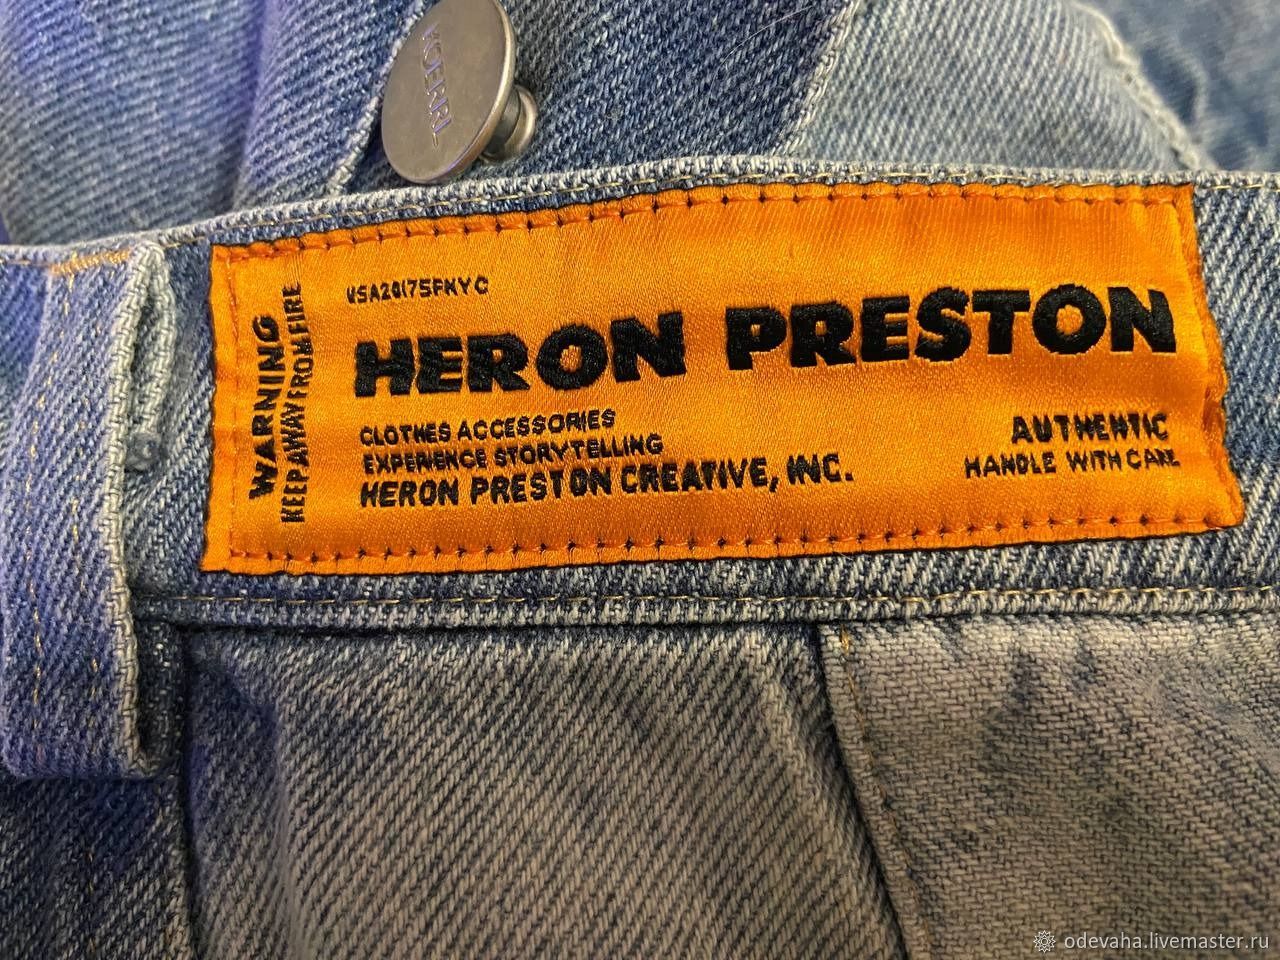 WARNING
KEEP AWAY FROM FIRE
USA2017SPNYC
HERON PRESTON
CLOTHES ACCESSORIES
EXPERIENCE STORYTELLING
HERON PRESTON CREATIVE, INC.
AUTHENTIC
HANDLE WITH CARE
odevaha.livemaster.ru